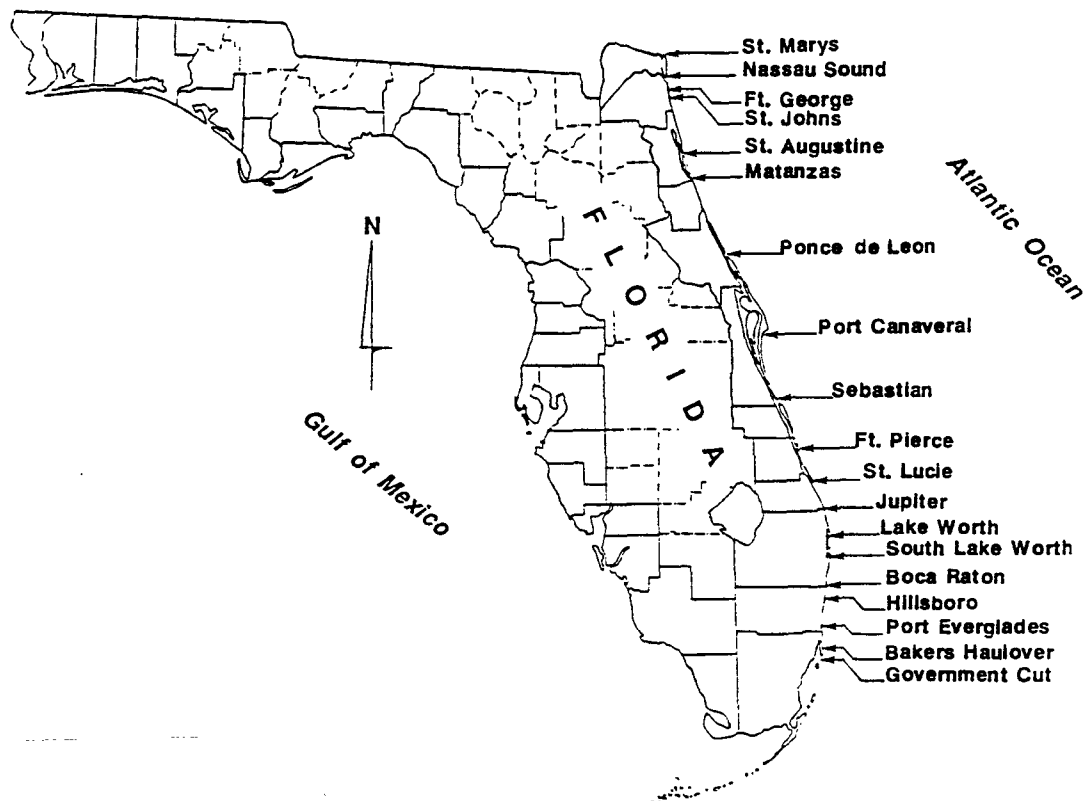 St. Marys
Nassau Sound
Ft. George
St. Johns
St. Augustine
Matanzas
Atlantic Ocean
N
FLORIDA
Ponce de Leon
Port Canaveral
Sebastian
Gulf of Mexico
Ft. Pierce
St. Lucie
Jupiter
Lake Worth
South Lake Worth
Boca Raton
Hillsboro
Port Everglades
Bakers Haulover
Government Cut